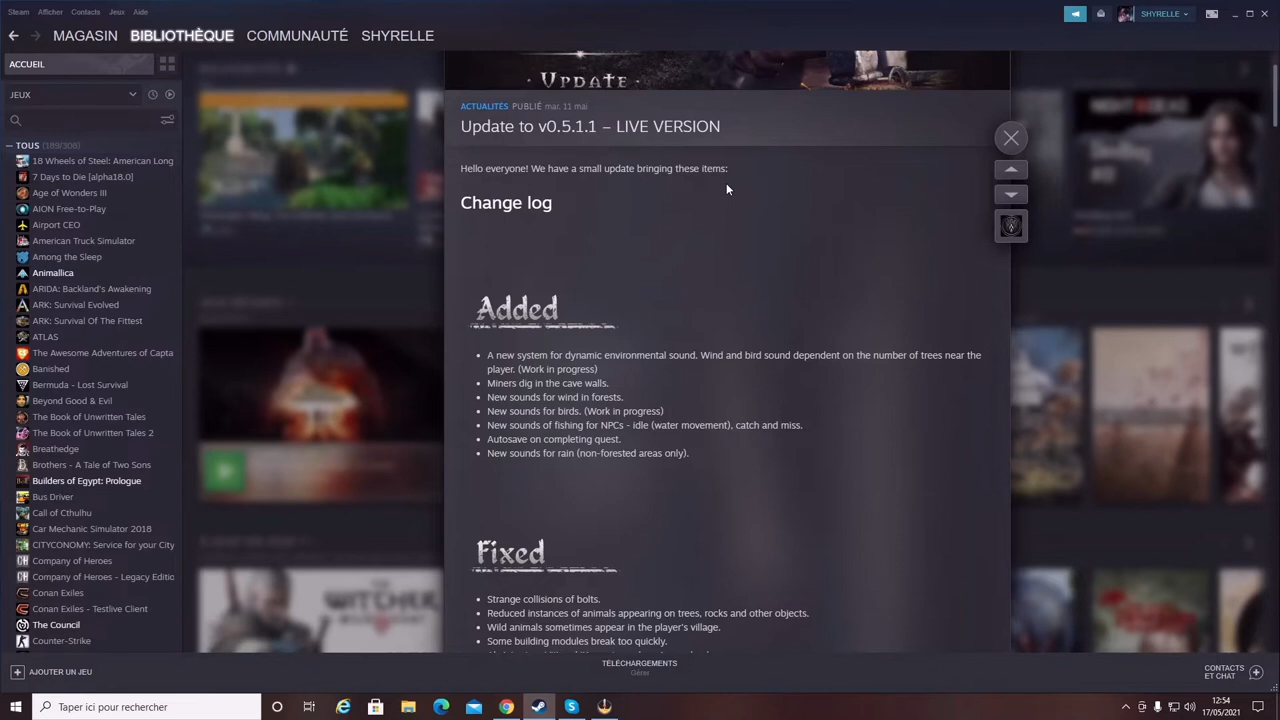 Steam Afficher Contacts Jeux Aide
SHYRELLE
MAGASIN BIBLIOTHÈQUE COMMUNAUTÉ SHYRELLE
ACCUEIL
JEUX
TOUS (189/308)
18 Wheels of Steel: American Long
7 Days to Die [alpha18.0]
Age of Wonders III
AION Free-to-Play
Airport CEO
American Truck Simulator
Among the Sleep
Animallica
ARIDA: Backland's Awakening
ARK: Survival Evolved
ARK: Survival Of The Fittest
ATLAS
The Awesome Adventures of Capta
Banished
Bermuda - Lost Survival
Beyond Good & Evil
The Book of Unwritten Tales
The Book of Unwritten Tales 2
Breathedge
Brothers - A Tale of Two Sons
Builders of Egypt: Prologue
Bus Driver
Call of Cthulhu
Car Mechanic Simulator 2018
CITYCONOMY: Service for your City
Company of Heroes
Company of Heroes - Legacy Editic
Conan Exiles
Conan Exiles - Testlive Client
The Council
Counter-Strike
AJOUTER UN JEU
UPDATE
ACTUALITÉS PUBLIÉ mar. 11 mai
Update to v0.5.1.1 – LIVE VERSION
Hello everyone! We have a small update bringing these items:
Change log
Added
• A new system for dynamic environmental sound. Wind and bird sound dependent on the number of trees near the
player. (Work in progress)
• Miners dig in the cave walls.
• New sounds for wind in forests.
• New sounds for birds. (Work in progress)
• New sounds of fishing for NPCs - idle (water movement), catch and miss.
• Autosave on completing quest.
• New sounds for rain (non-forested areas only).
Fixed
• Strange collisions of bolts.
• Reduced instances of animals appearing on trees, rocks and other objects.
• Wild animals sometimes appear in the player's village.
• Some building modules break too quickly.
TÉLÉCHARGEMENTS
Gérer
CONTACTS
ET CHAT
WITCHER
Taper ici pour rechercher
12:54
17/05/2021